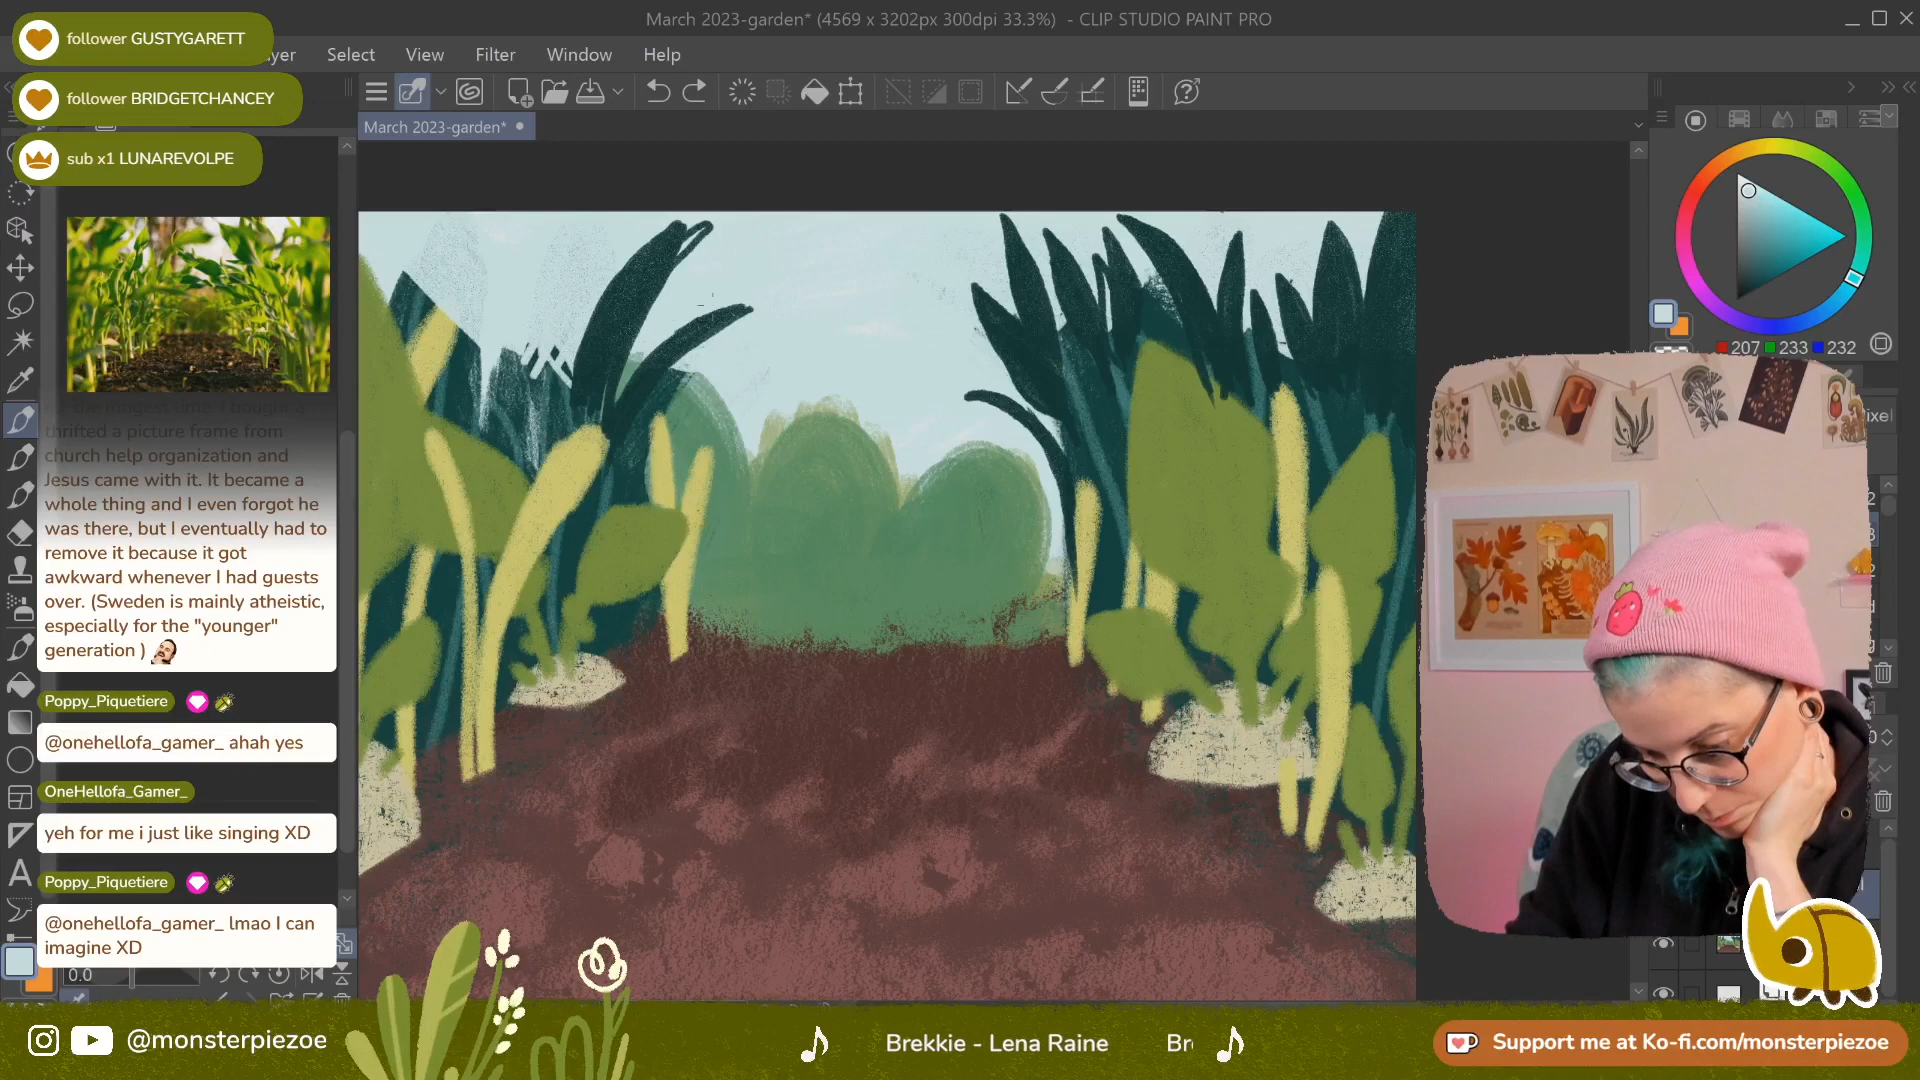 March 2023-garden* (4569 x 3202px 300dpi 33.3%) - CLIP STUDIO PAINT PRO
follower GUSTYGARETT
Select View Filter Window Help
follower BRIDGETCHANCEY
March 2023-garden*
sub x1 LUNAREVOLPE
207 233 232
thrifted a picture frame from
church help organization and
Jesus came with it. It became a
whole thing and I even forgot he
was there, but I eventually had to
remove it because it got
awkward whenever I had guests
over. (Sweden is mainly atheistic,
especially for the "younger"
generation )
Poppy_Piquetiere
@onehellofa_gamer_ ahah yes
OneHellofa_Gamer_
yeh for me i just like singing XD
Poppy_Piquetiere
@onehellofa_gamer_ lmao I can
imagine XD
0.0
@monsterpiezoe
Brekkie - Lena Raine
Support me at Ko-fi.com/monsterpiezoe